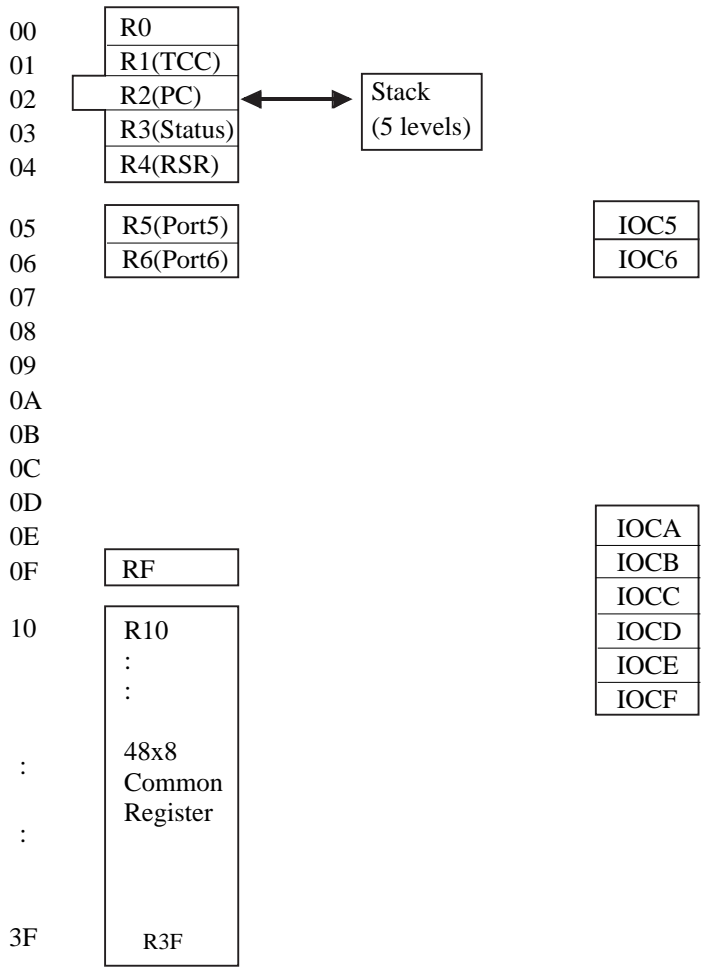 00 R0
01 R1(TCC)
02 R2(PC) Stack
03 R3(Status) (5 levels)
04 R4(RSR)
05 R5(Port5) IOC5
06 R6(Port6) IOC6
07
08
09
0A
0B
0C
0D
0E IOCA
0F RF IOCB
IOCC
10 R10 IOCD
: IOCE
: IOCF
48x8
: Common
Register
:
3F R3F